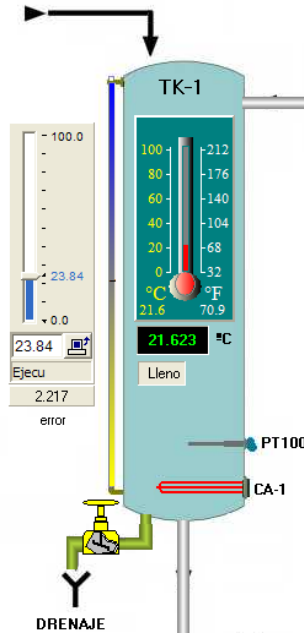 TK-1
100.0
23.84
0.0
23.84
Ejecu
2.217
error
100 212
80 176
60 140
40 104
20 68
0 32
°C °F
21.6 70.9
21.623 ºC
Lleno
PT100
CA-1
DRENAJE